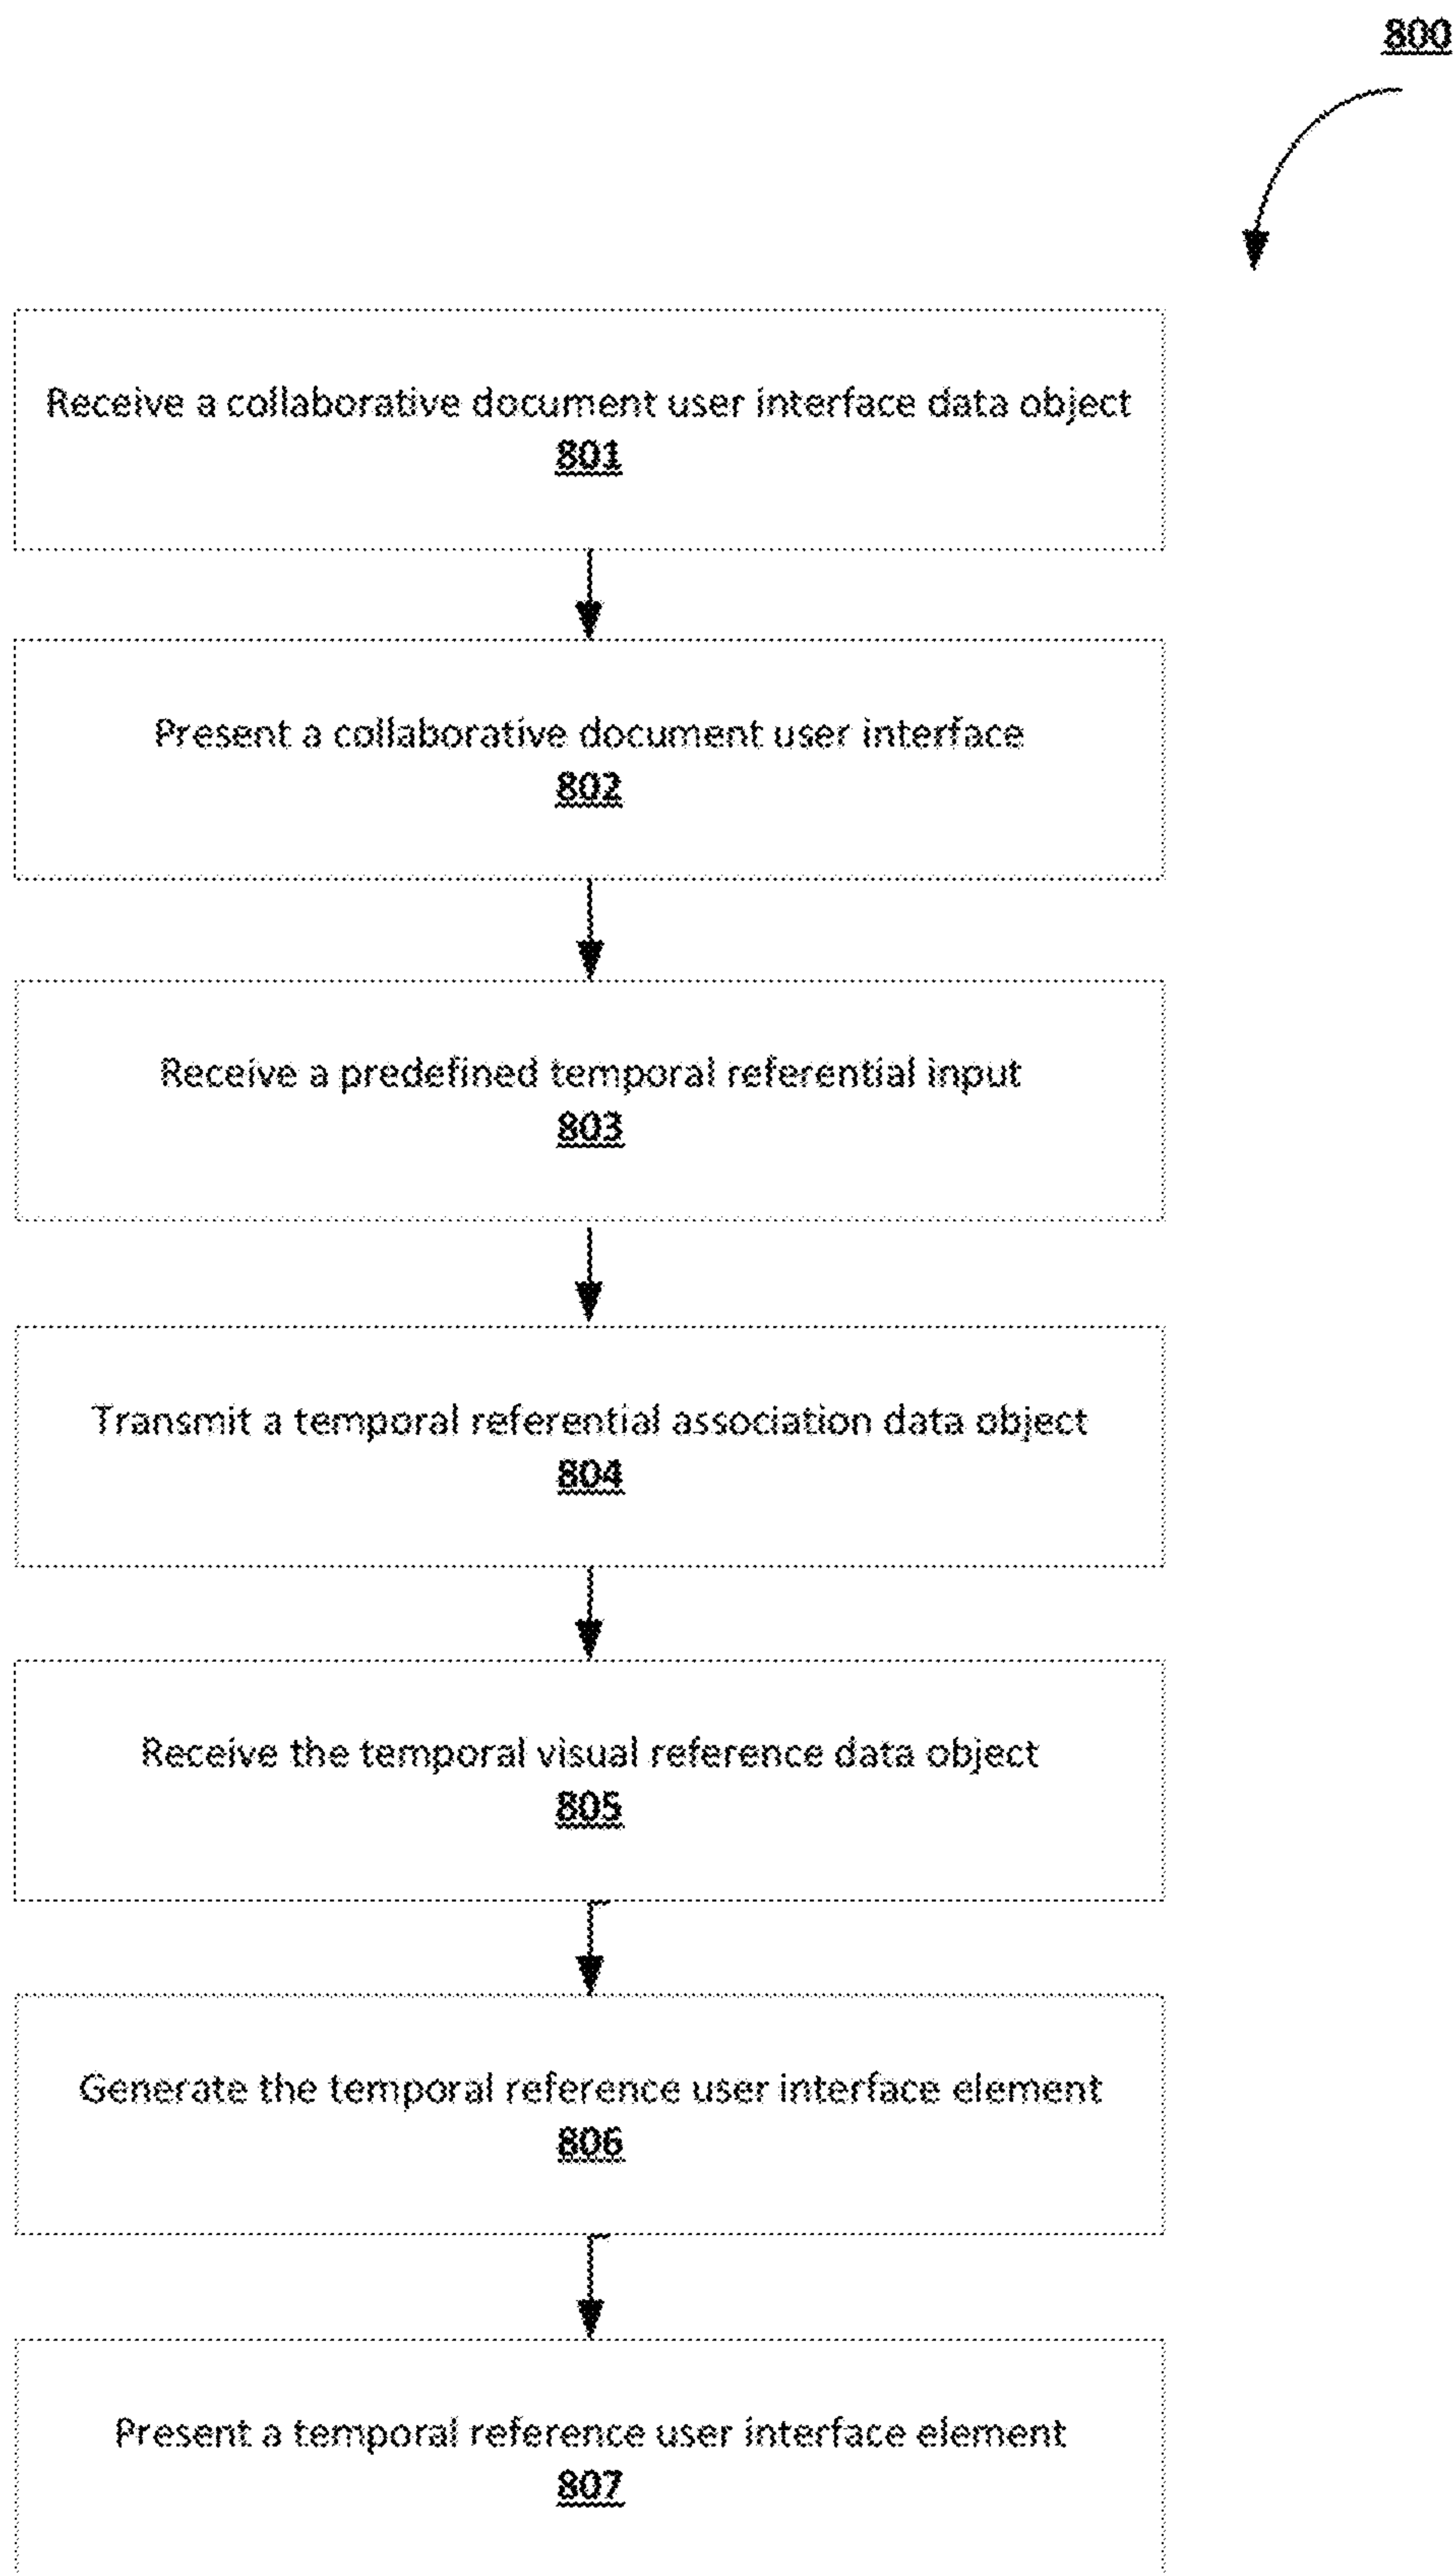 800
Receive a collaborative document user interface data object
801
Present a collaborative document user interface
802
Receive a predefined temporal referential input
803
Transmit a temporal referential association data object
804
Receive the temporal visual reference data object
805
Generate the temporal reference user interface element
806
Present a temporal reference user interface element
807